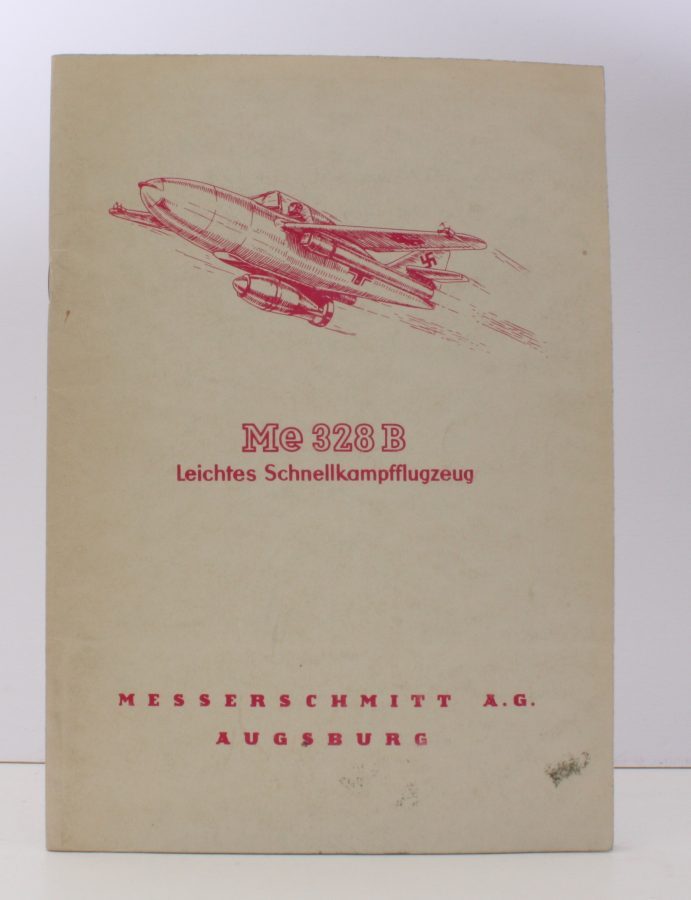 Me 328 B
Leichtes Schnellkampfflugzeug
MESSERSCHMITT A.G.
AUGSBURG